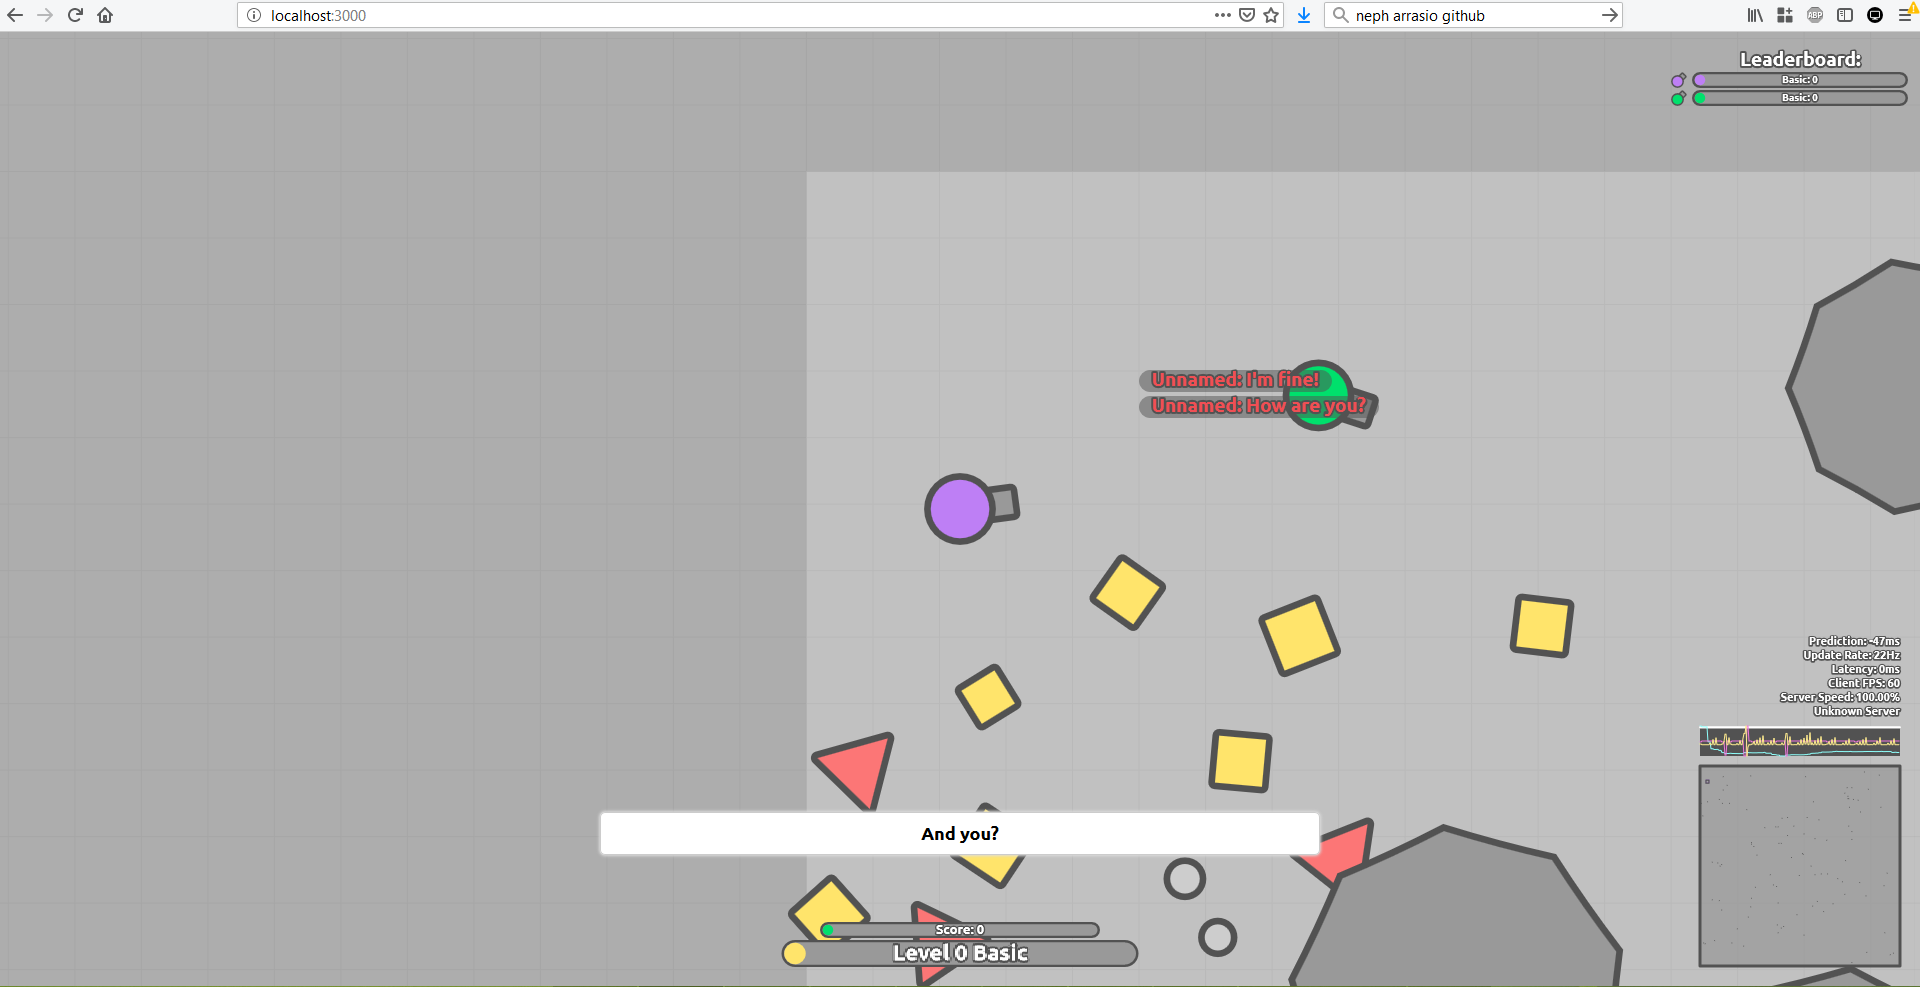 localhost:3000
neph arrasio github
ABP
Leaderboard:
Basic: 0
Basic: 0
Unnamed: I'm fine!
Unnamed: How are you?
Prediction: -47ms
Update Rate: 22Hz
Latency: 0ms
Client FPS: 60
Server Speed: 100.00%
Unknown Server
And you?
Score: 0
Level 0 Basic